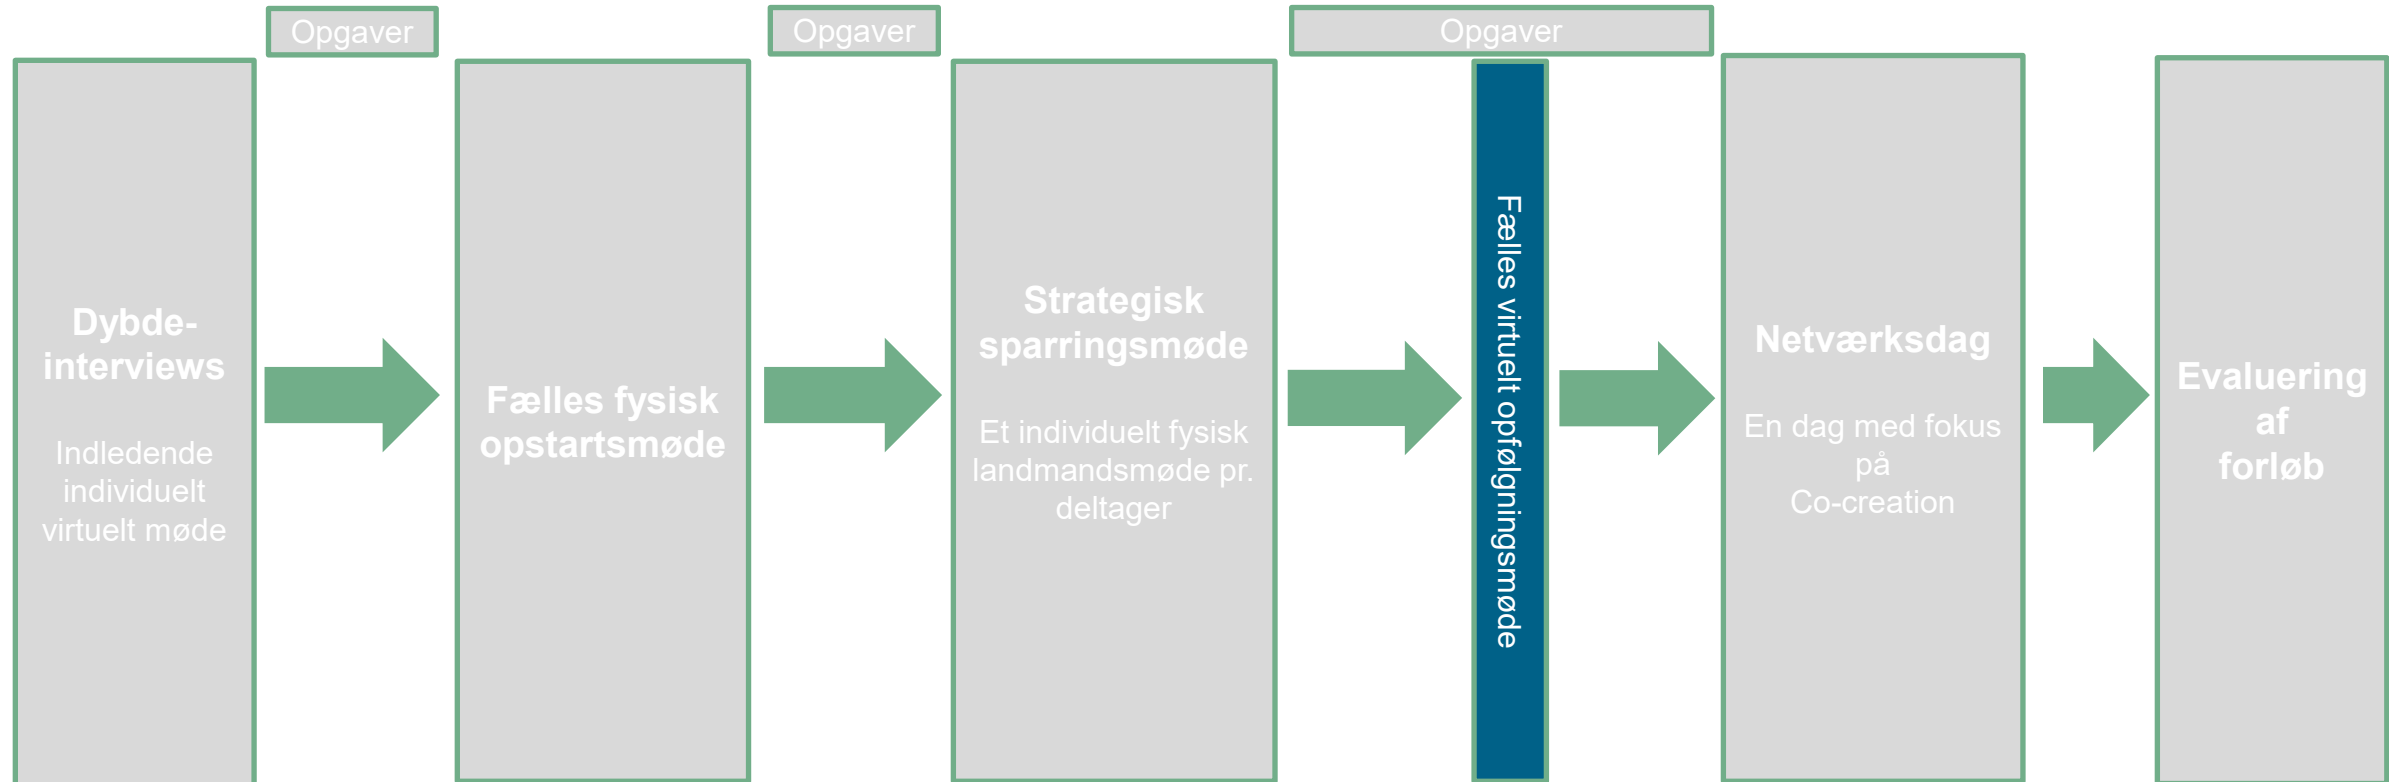 Opgaver
Opgaver
Opgaver
Dybde-
interviews
Indledende
individuelt
virtuelt møde
Fælles fysisk
opstartsmøde
Strategisk
sparringsmøde
Et individuelt fysisk
landmandsmøde pr.
deltager
Fælles virtuelt opfølgningsmøde
Netværksdag
En dag med fokus
på
Co-creation
Evaluering
af
forløb